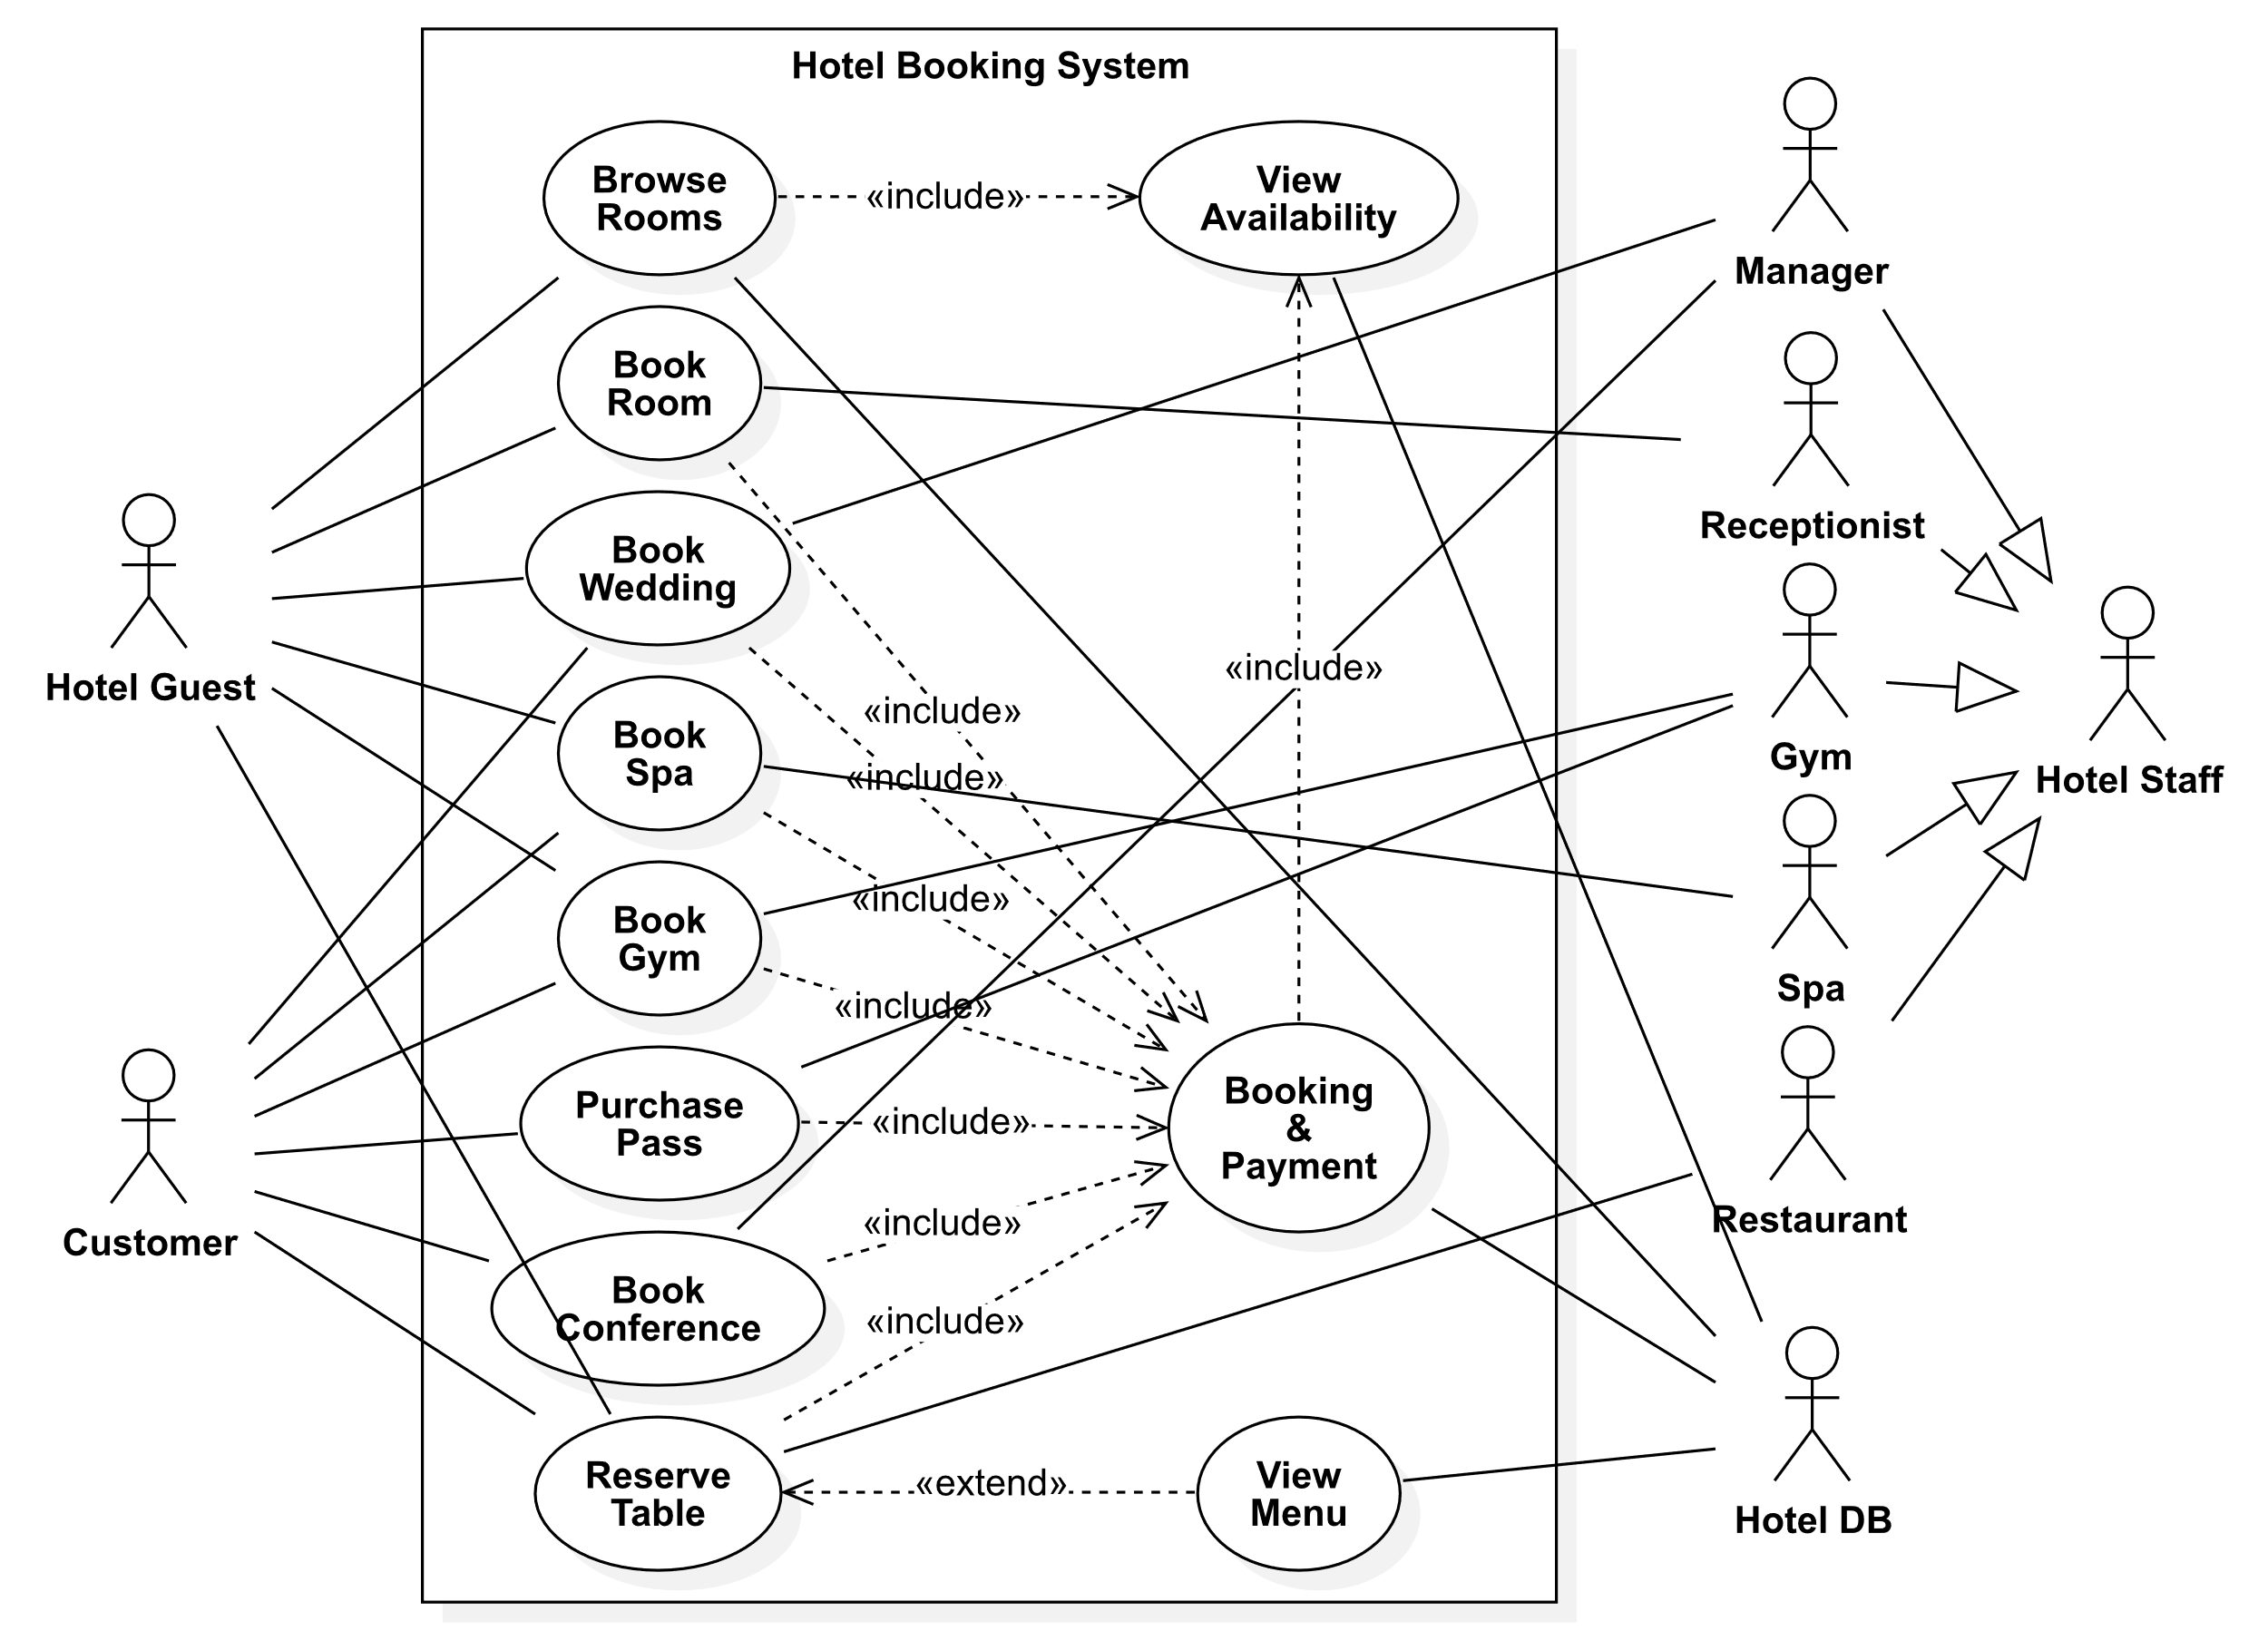 Hotel Booking System
Browse
Rooms
«include»
View
Availability
Manager
Book
Room
Receptionist
Book
Wedding
Hotel Guest
«include»
«include»
Book
Spa
«include»
Gym
Hotel Staff
«include»
Book
Gym
«include»
Spa
Purchase
Pass
«include»
Booking
&
Payment
Customer
«include»
Restaurant
Book
Conference
«include»
Reserve
Table
«extend»
View
Menu
Hotel DB